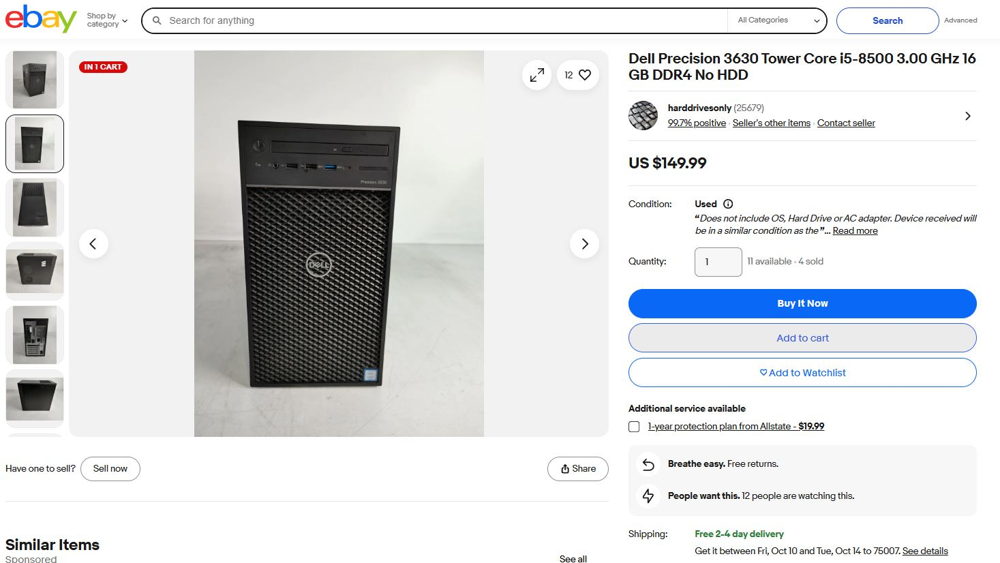 ebay
Shop by
category
Search for anything
All Categories
Search
Advanced
IN 1 CART
12
Precision 3630
DELL
Dell Precision 3630 Tower Core i5-8500 3.00 GHz 16
GB DDR4 No HDD
harddrivesonly (25679)
99.7% positive · Seller's other items · Contact seller
US $149.99
Condition: Used
“Does not include OS, Hard Drive or AC adapter. Device received will
be in a similar condition as the”... Read more
Quantity: 1 11 available · 4 sold
Buy It Now
Add to cart
Add to Watchlist
Additional service available
1-year protection plan from Allstate - $19.99
Breathe easy. Free returns.
People want this. 12 people are watching this.
Shipping: Free 2-4 day delivery
Get it between Fri, Oct 10 and Tue, Oct 14 to 75007. See details
Have one to sell? Sell now
Share
Similar Items
Sponsored
See all